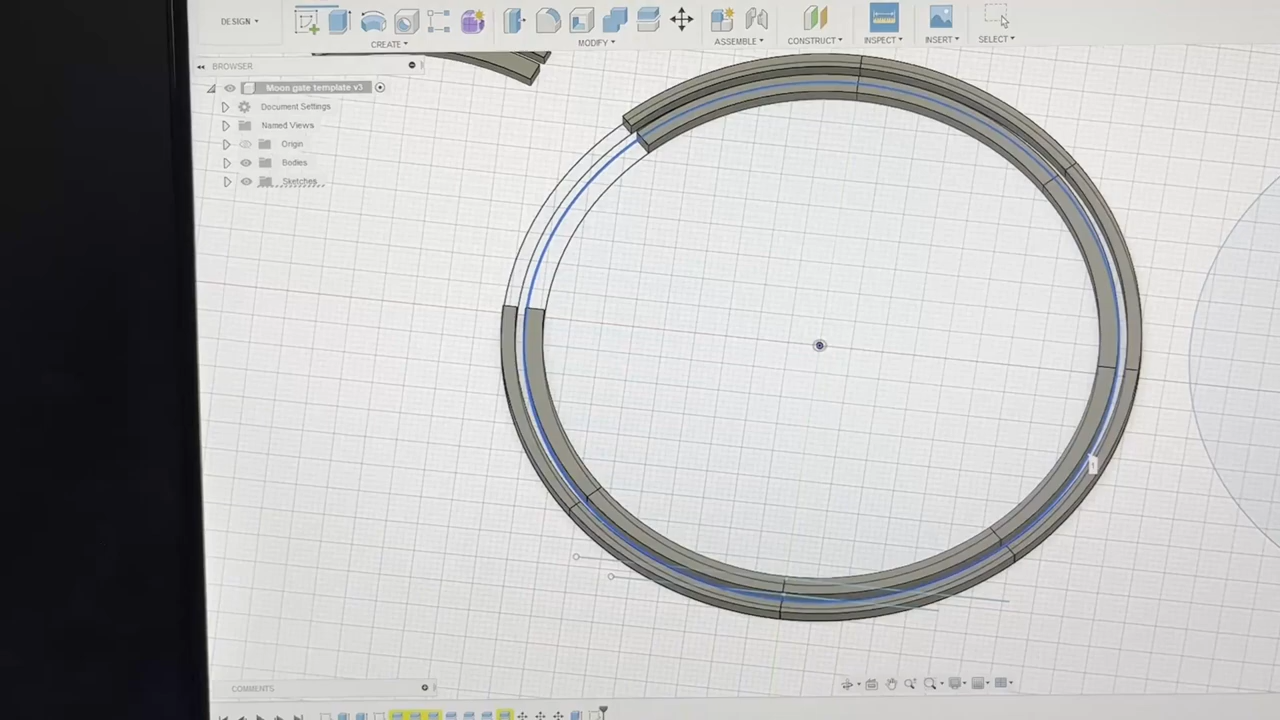 DESIGN
CREATE
MODIFY
ASSEMBLE
CONSTRUCT
INSPECT
INSERT
SELECT
BROWSER
Moon gate template v3
Document Settings
Named Views
Origin
Bodies
Sketches
1
COMMENTS